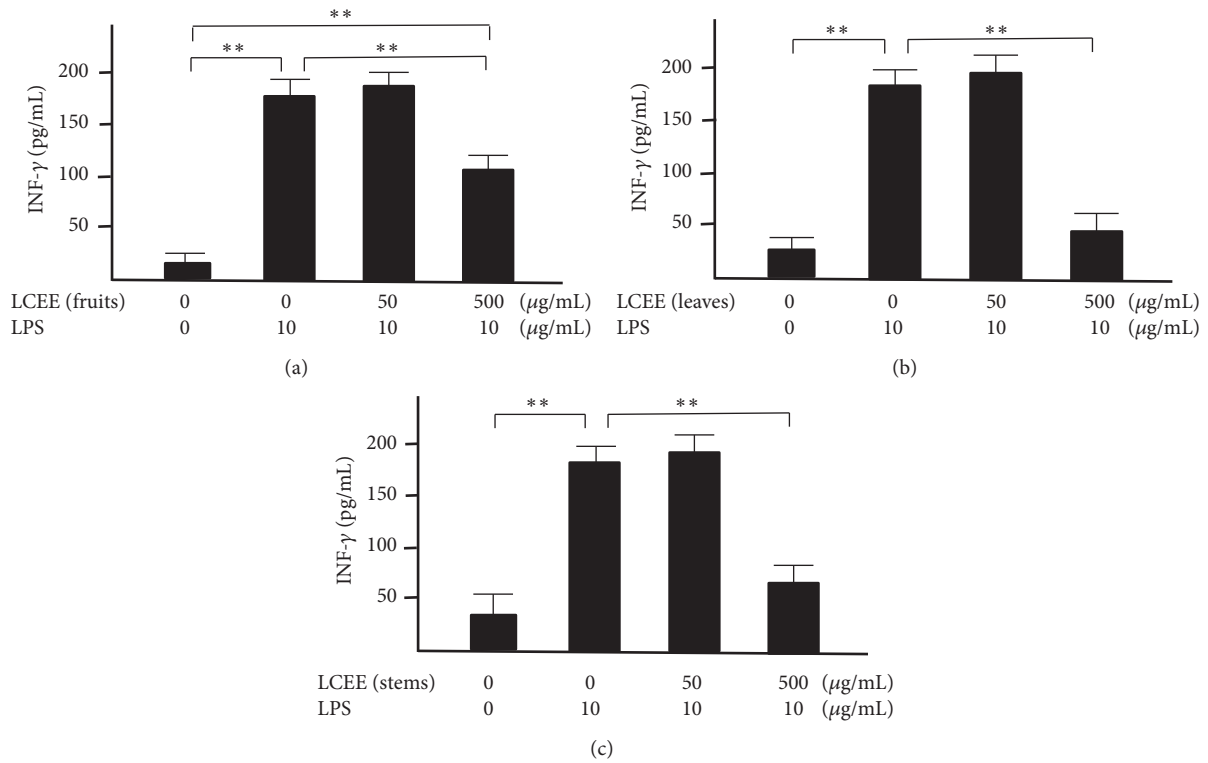 **
** **
200
150
100
50
INF-γ (pg/mL)
LCEE (fruits) 0 0 50 500 (μg/mL)
LPS 0 10 10 10 (μg/mL)
(a)
** **
200
150
100
50
INF-γ (pg/mL)
LCEE (leaves) 0 0 50 500 (μg/mL)
LPS 0 10 10 10 (μg/mL)
(b)
** **
200
150
100
50
INF-γ (pg/mL)
LCEE (stems) 0 0 50 500 (μg/mL)
LPS 0 10 10 10 (μg/mL)
(c)